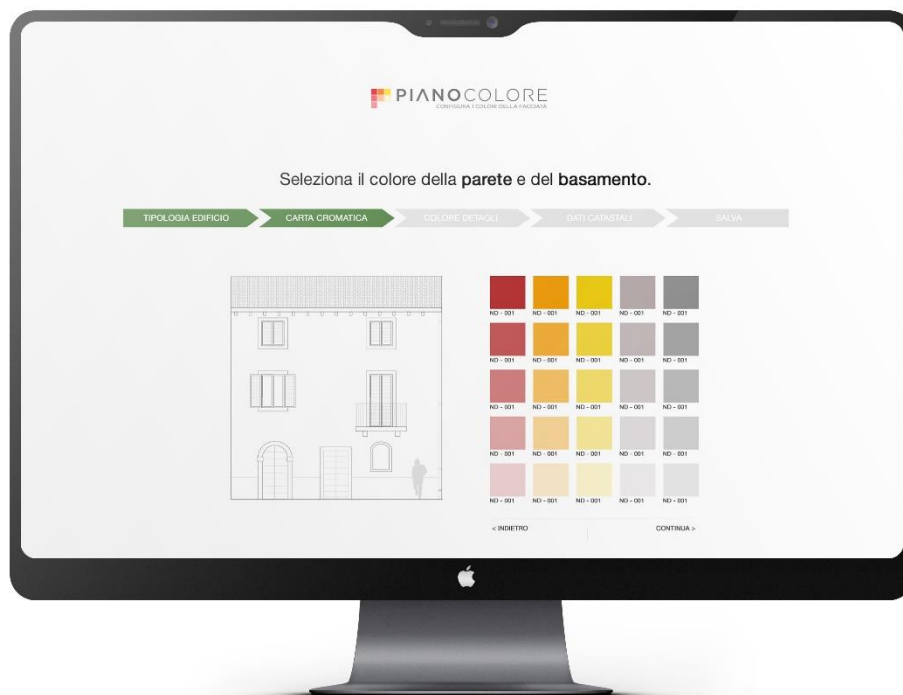 PIANOCOLORE
CONFIGURA I COLORI DELLA FACCIATA
Seleziona il colore della parete e del basamento.
TIPOLOGIA EDIFICIO
CARTA CROMATICA
COLORE DETAGLI
DATI CATASTALI
SALVA
ND - 001 ND - 001 ND - 001 ND - 001 ND - 001
ND - 001 ND - 001 ND - 001 ND - 001 ND - 001
ND - 001 ND - 001 ND - 001 ND - 001 ND - 001
ND - 001 ND - 001 ND - 001 ND - 001 ND - 001
ND - 001 ND - 001 ND - 001 ND - 001 ND - 001
< INDIETRO
CONTINUA >